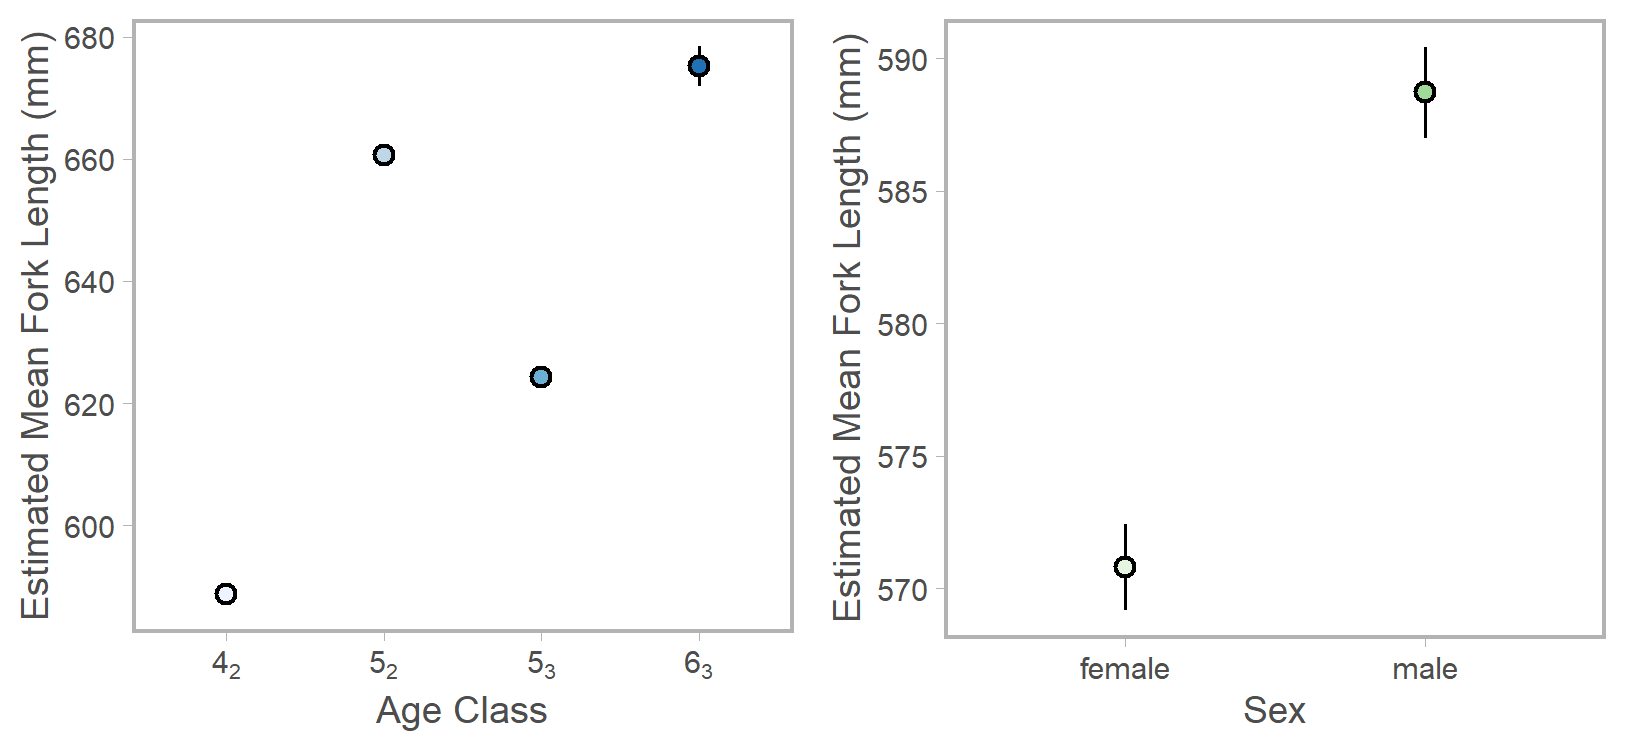 Estimated Mean Fork Length (mm)
680
660
640
620
600
4₂ 5₂ 5₃ 6₃
Age Class
Estimated Mean Fork Length (mm)
590
585
580
575
570
female male
Sex